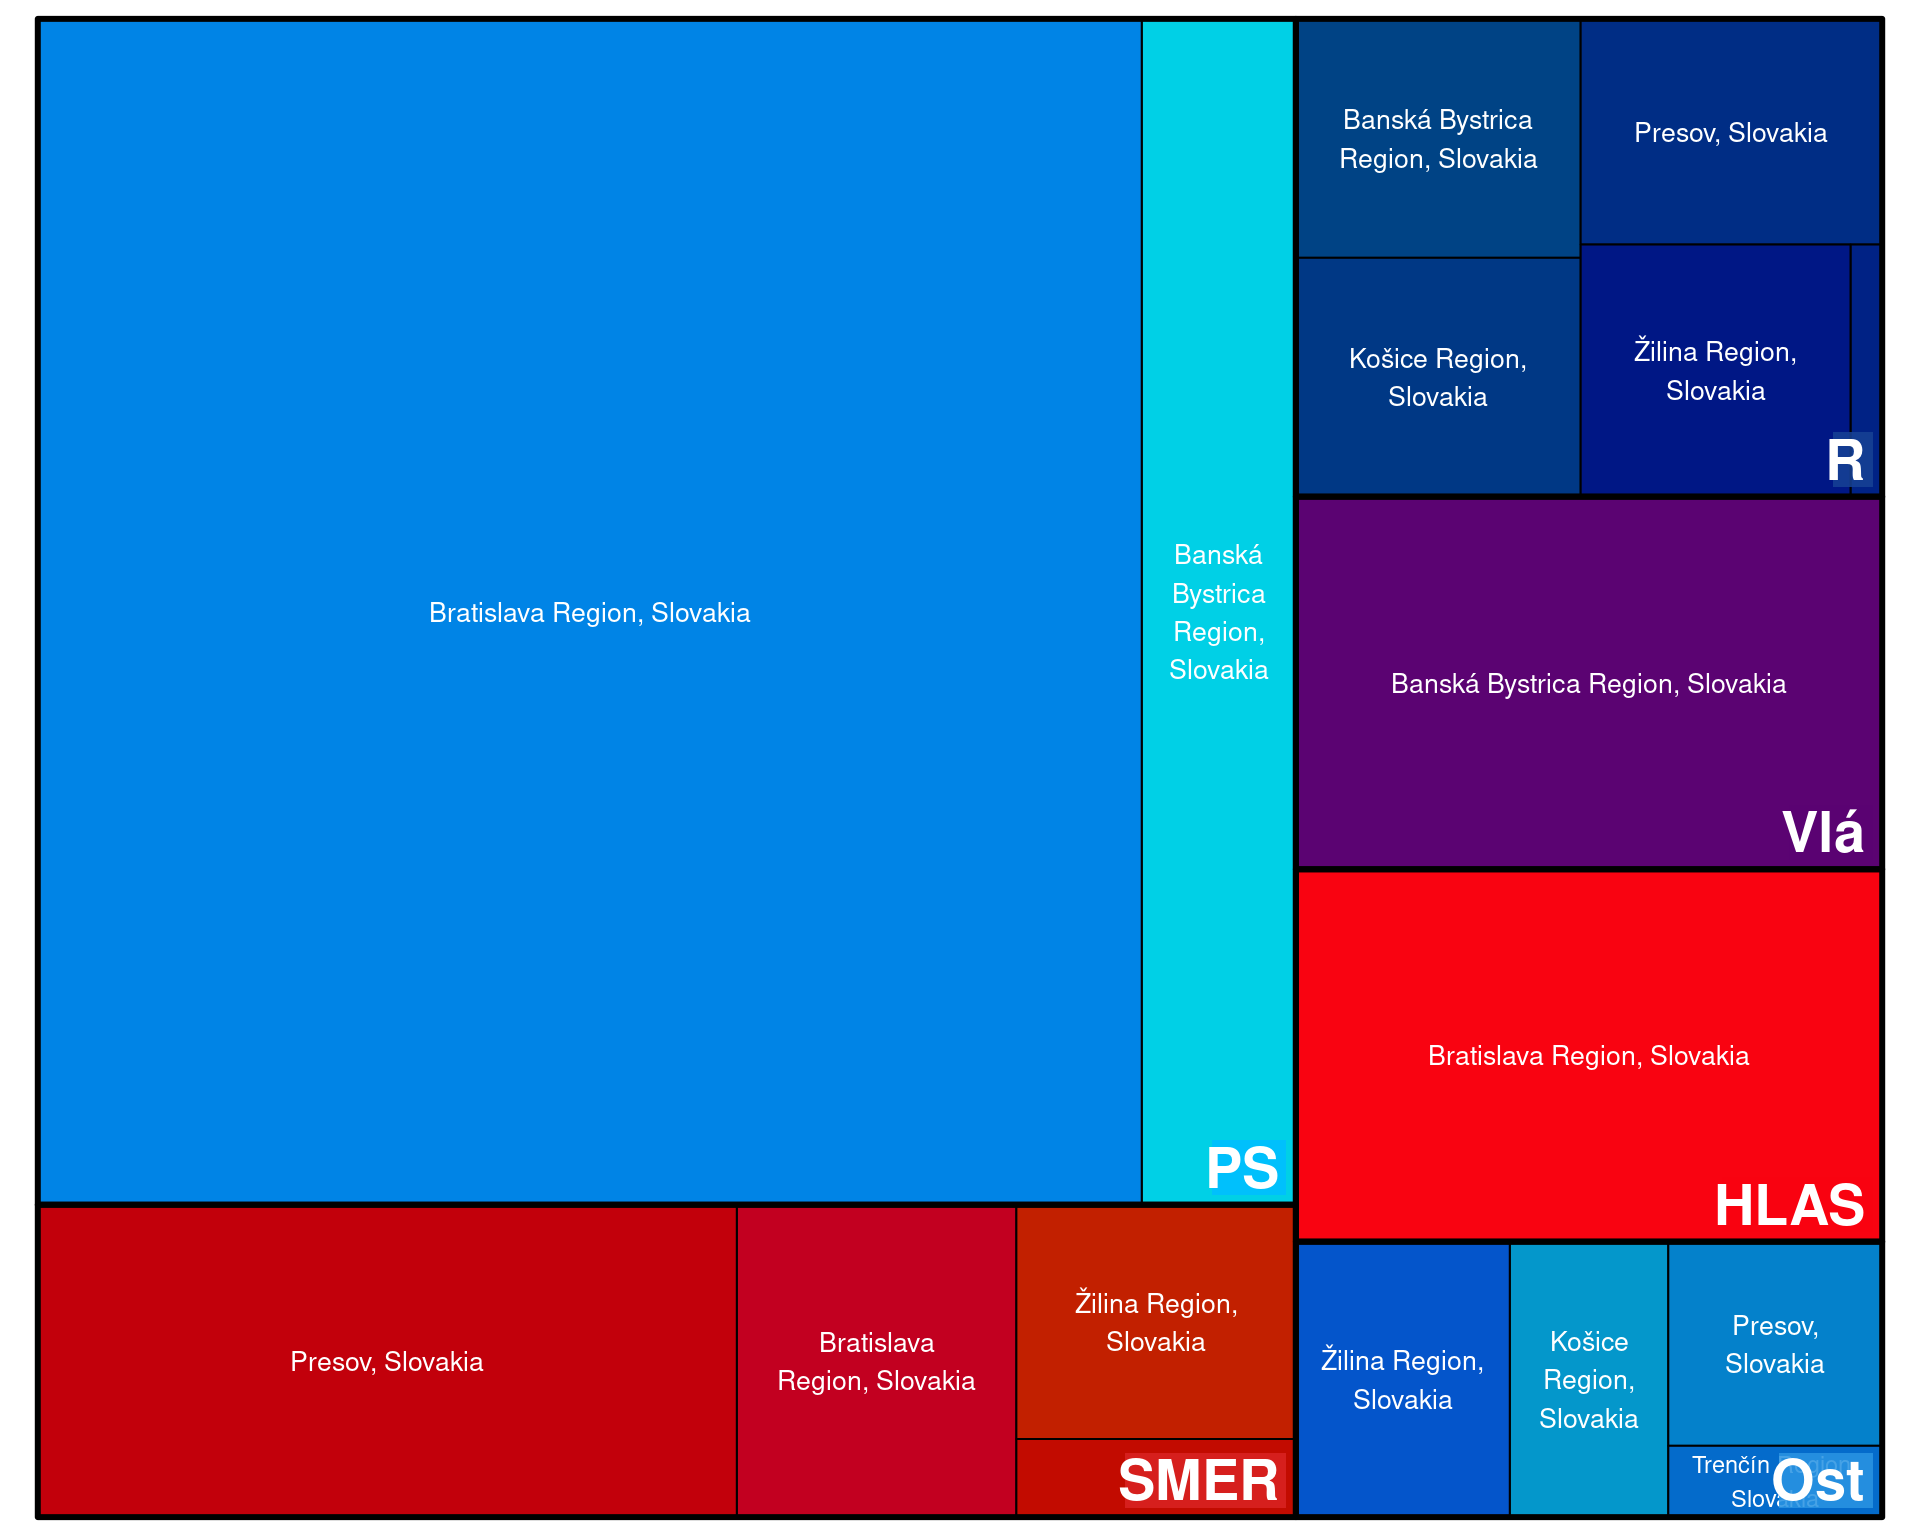 Bratislava Region, Slovakia
Banská
Bystrica
Region,
Slovakia
PS
Presov, Slovakia
Bratislava
Region, Slovakia
Žilina Region,
Slovakia
SMER
Banská Bystrica
Region, Slovakia
Presov, Slovakia
Košice Region,
Slovakia
Žilina Region,
Slovakia
R
Banská Bystrica Region, Slovakia
Vlá
Bratislava Region, Slovakia
HLAS
Žilina Region,
Slovakia
Košice
Region,
Slovakia
Presov,
Slovakia
Trenčín Region,
Slovakia
Ost